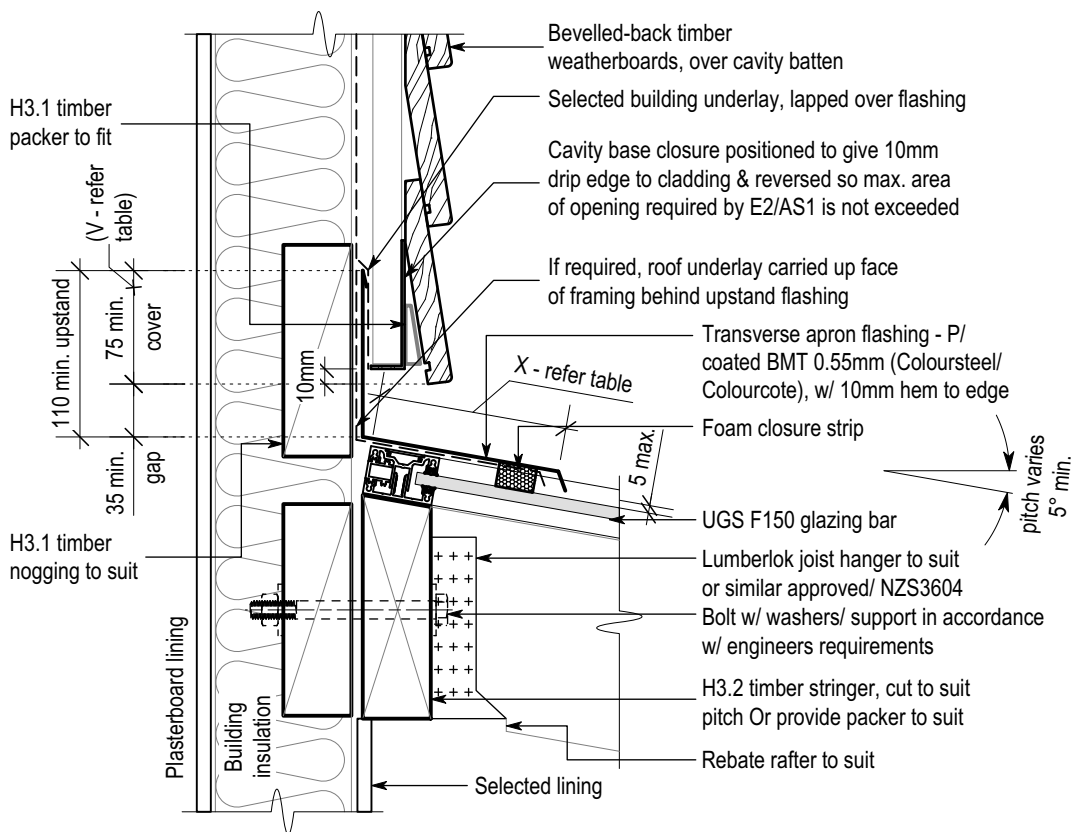 Bevelled-back timber
weatherboards, over cavity batten
Selected building underlay, lapped over flashing
Cavity base closure positioned to give 10mm
drip edge to cladding & reversed so max. area
of opening required by E2/AS1 is not exceeded
If required, roof underlay carried up face
of framing behind upstand flashing
Transverse apron flashing - P/
coated BMT 0.55mm (Coloursteel/
Colourcote), w/ 10mm hem to edge
Foam closure strip
UGS F150 glazing bar
Lumberlok joist hanger to suit
or similar approved/ NZS3604
Bolt w/ washers/ support in accordance
w/ engineers requirements
H3.2 timber stringer, cut to suit
pitch Or provide packer to suit
Rebate rafter to suit
Selected lining
H3.1 timber
packer to fit
(V - refer
table)
110 min. upstand
75 min.
cover
10mm
35 min.
gap
X - refer table
5 max.
pitch varies
5° min.
H3.1 timber
nogging to suit
Plasterboard lining
Building
insulation